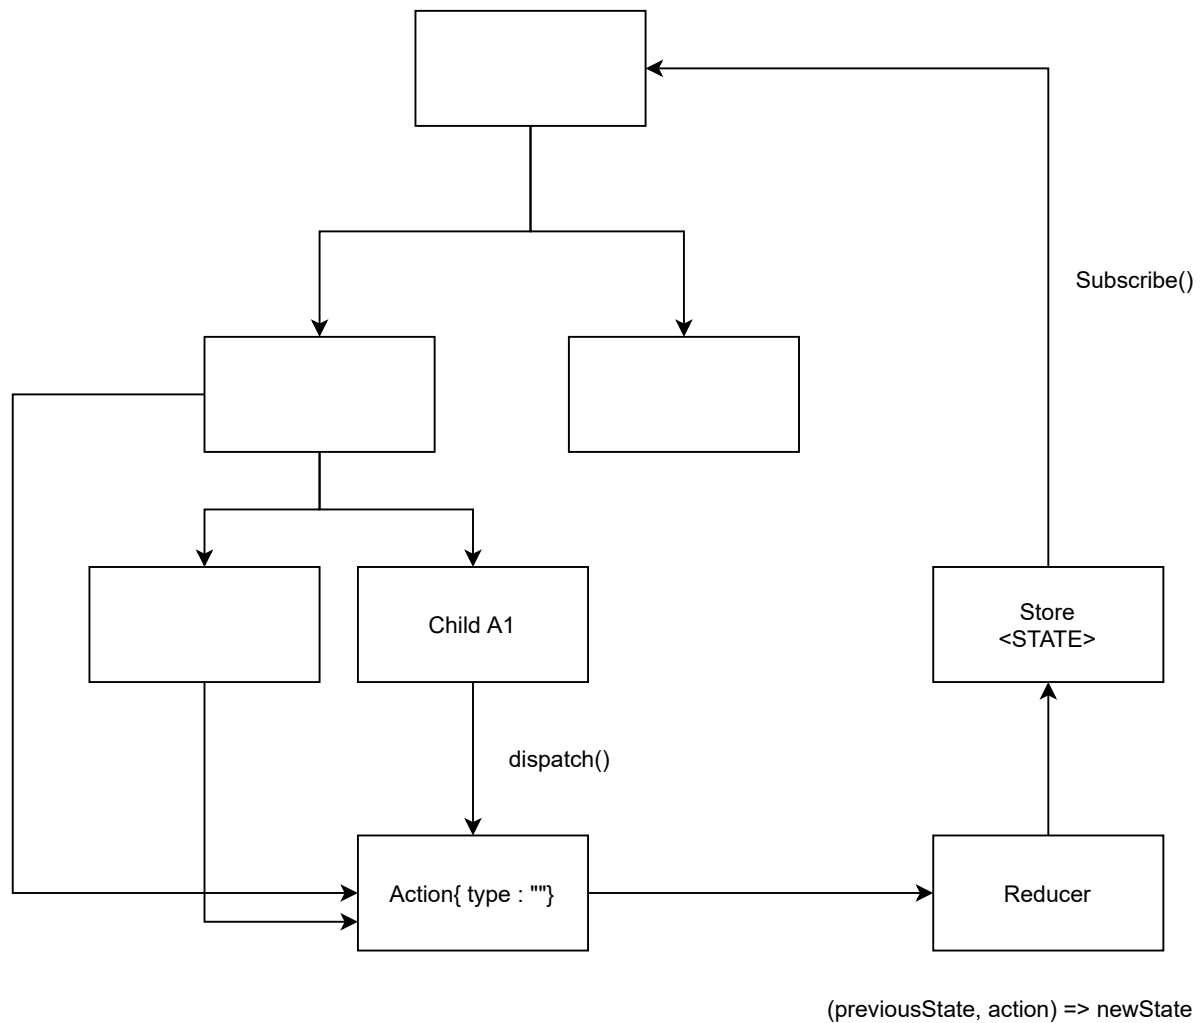 Subscribe()
Child A1
Store
<STATE>
dispatch()
Action{ type : ""}
Reducer
(previousState, action) => newState